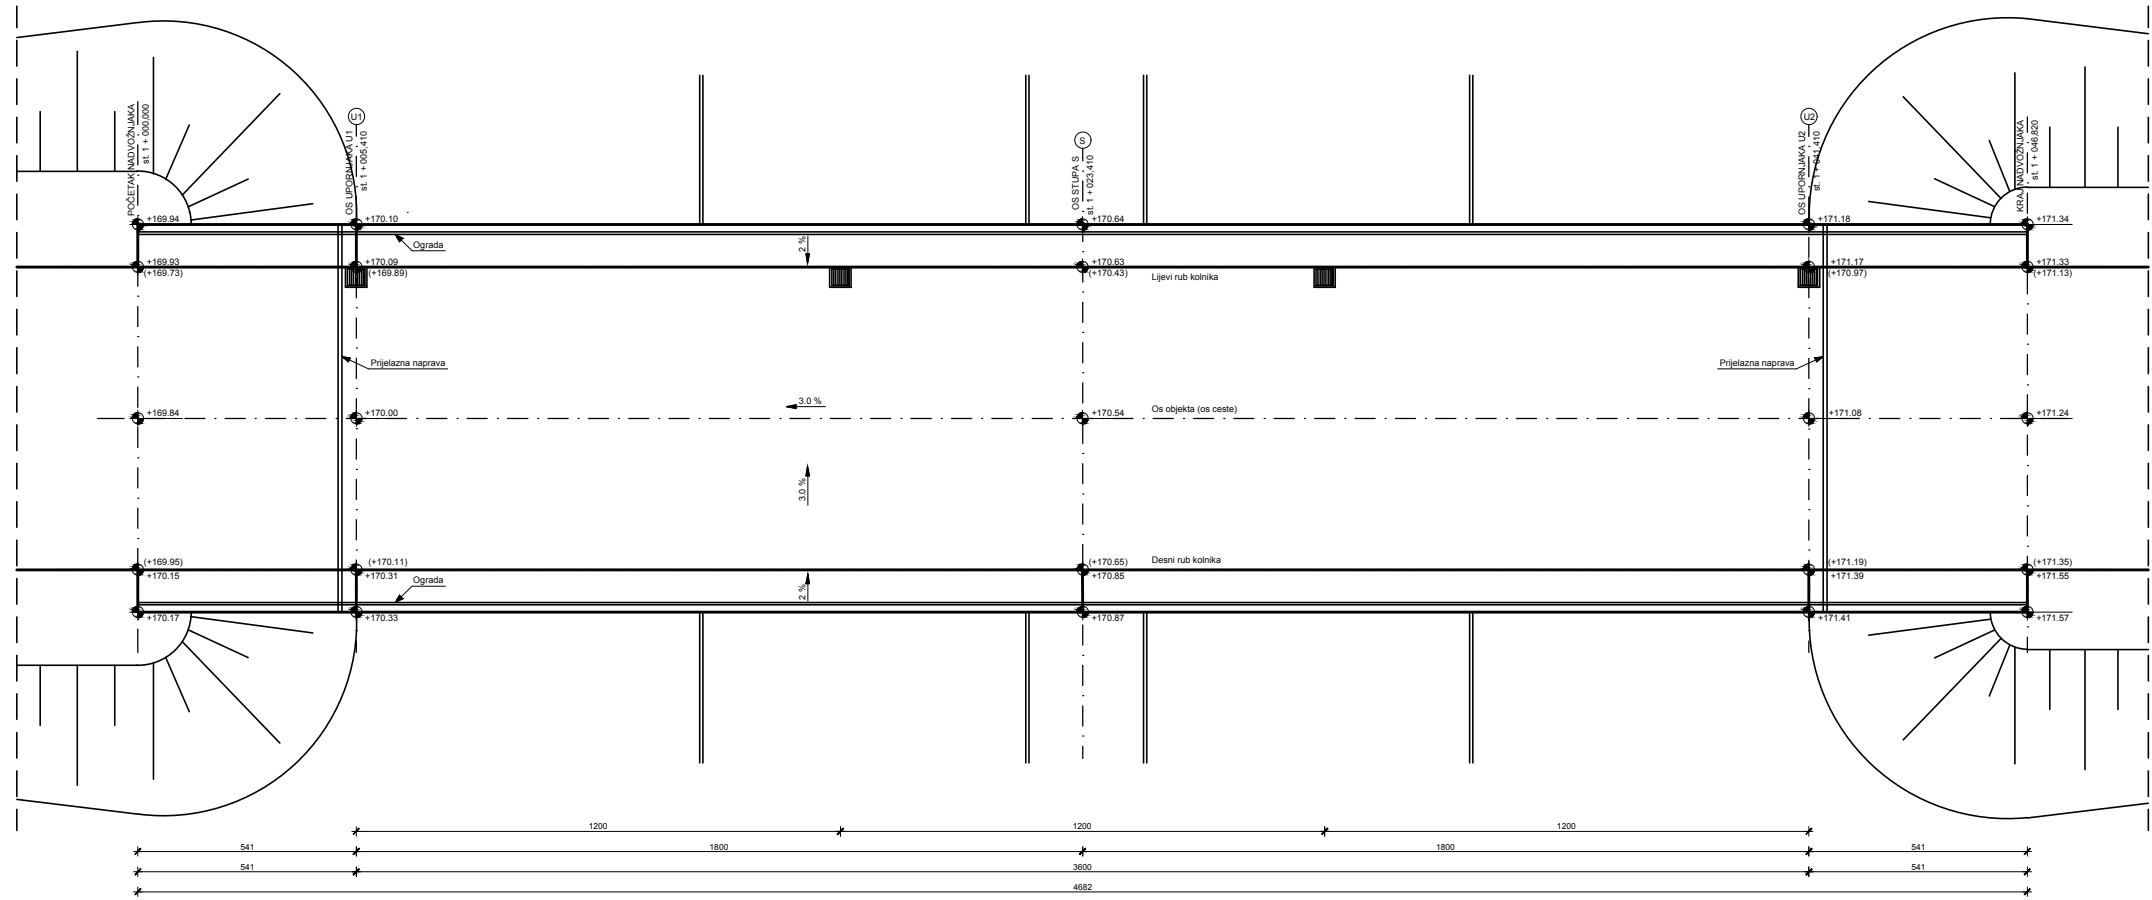 POČETAK NADVOŽNJAKA
st. 1 + 000,000
U1
OS UPORNJAKA U1
st. 1 + 005,410
S
OS STUPA S
st. 1 + 023,410
U2
OS UPORNJAKA U2
st. 1 + 041,410
KRAJ NADVOŽNJAKA
st. 1 + 046,820
+169.94
+170.10
+170.64
+171.18
+171.34
Ograda
2 %
+169.93
+170.09
+170.63
+171.17
+171.33
(+169.73)
(+169.89)
(+170.43)
Lijevi rub kolnika
(+170.97)
(+171.13)
Prijelazna naprava
Prijelazna naprava
3.0 %
+169.84
+170.00
+170.54
Os objekta (os ceste)
+171.08
+171.24
3.0 %
(+169.95)
(+170.11)
(+170.65)
Desni rub kolnika
(+171.19)
(+171.35)
+170.15
+170.31
+170.85
+171.39
+171.55
Ograda
2 %
+170.17
+170.33
+170.87
+171.41
+171.57
1200
1200
1200
541
1800
1800
541
541
3600
541
4682